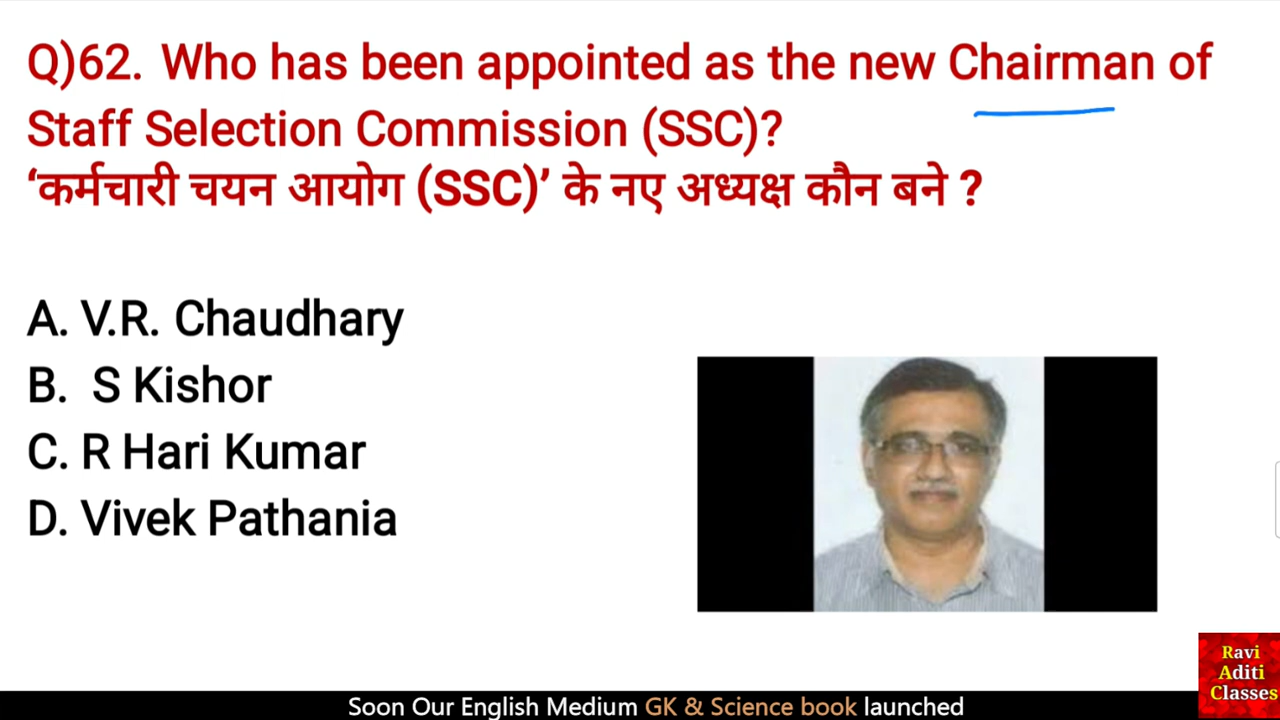 Q)62. Who has been appointed as the new Chairman of
Staff Selection Commission (SSC)?
‘कर्मचारी चयन आयोग (SSC)’ के नए अध्यक्ष कौन बने ?
A. V.R. Chaudhary
B. S Kishor
C. R Hari Kumar
D. Vivek Pathania
Ravi
Aditi
Classes
Soon Our English Medium GK & Science book launched